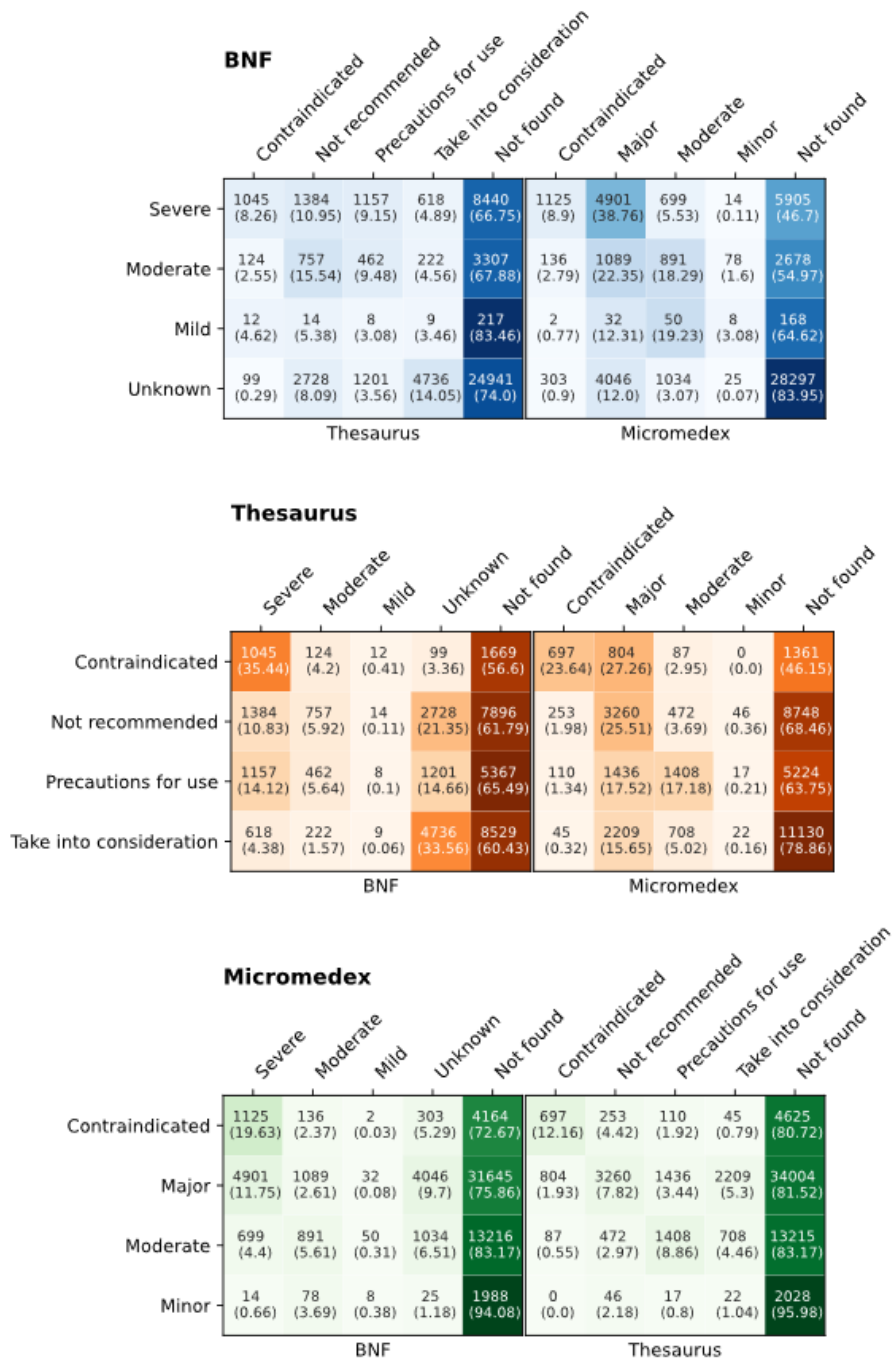 BNF
Contraindicated Not recommended Precautions for use Take into consideration Not found Contraindicated Major Moderate Minor Not found
Severe 1045 1384 1157 618 8440 1125 4901 699 14 5905
(8.26) (10.95) (9.15) (4.89) (66.75) (8.9) (38.76) (5.53) (0.11) (46.7)
Moderate 124 757 462 222 3307 136 1089 891 78 2678
(2.55) (15.54) (9.48) (4.56) (67.88) (2.79) (22.35) (18.29) (1.6) (54.97)
Mild 12 14 8 9 217 2 32 50 8 168
(4.62) (5.38) (3.08) (3.46) (83.46) (0.77) (12.31) (19.23) (3.08) (64.62)
Unknown 99 2728 1201 4736 24941 303 4046 1034 25 28297
(0.29) (8.09) (3.56) (14.05) (74.0) (0.9) (12.0) (3.07) (0.07) (83.95)
Thesaurus Micromedex
Thesaurus
Severe Moderate Mild Unknown Not found Contraindicated Major Moderate Minor Not found
Contraindicated 1045 124 12 99 1669 697 804 87 0 1361
(35.44) (4.2) (0.41) (3.36) (56.6) (23.64) (27.26) (2.95) (0.0) (46.15)
Not recommended 1384 757 14 2728 7896 253 3260 472 46 8748
(10.83) (5.92) (0.11) (21.35) (61.79) (1.98) (25.51) (3.69) (0.36) (68.46)
Precautions for use 1157 462 8 1201 5367 110 1436 1408 17 5224
(14.12) (5.64) (0.1) (14.66) (65.49) (1.34) (17.52) (17.18) (0.21) (63.75)
Take into consideration 618 222 9 4736 8529 45 2209 708 22 11130
(4.38) (1.57) (0.06) (33.56) (60.43) (0.32) (15.65) (5.02) (0.16) (78.86)
BNF Micromedex
Micromedex
Severe Moderate Mild Unknown Not found Contraindicated Not recommended Precautions for use Take into consideration Not found
Contraindicated 1125 136 2 303 4164 697 253 110 45 4625
(19.63) (2.37) (0.03) (5.29) (72.67) (12.16) (4.42) (1.92) (0.79) (80.72)
Major 4901 1089 32 4046 31645 804 3260 1436 2209 34004
(11.75) (2.61) (0.08) (9.7) (75.86) (1.93) (7.82) (3.44) (5.3) (81.52)
Moderate 699 891 50 1034 13216 87 472 1408 708 13215
(4.4) (5.61) (0.31) (6.51) (83.17) (0.55) (2.97) (8.86) (4.46) (83.17)
Minor 14 78 8 25 1988 0 46 17 22 2028
(0.66) (3.69) (0.38) (1.18) (94.08) (0.0) (2.18) (0.8) (1.04) (95.98)
BNF Thesaurus